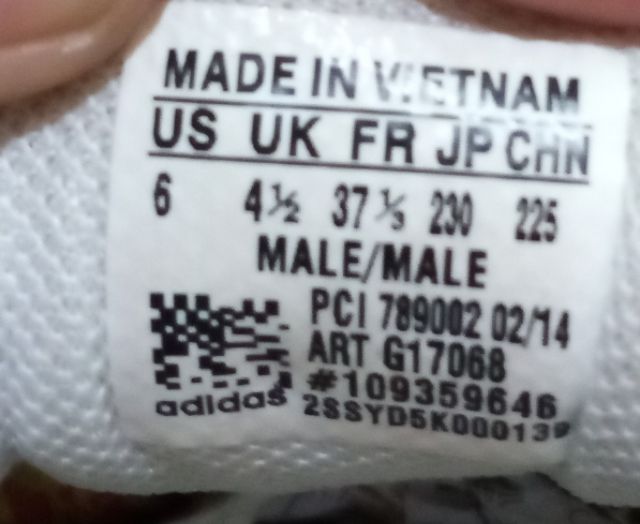 MADE IN VIETNAM
US UK FR JP CHN
6 4½ 37⅓ 230 225
MALE/MALE
PCI 789002 02/14
ART G17068
#109359646
adidas